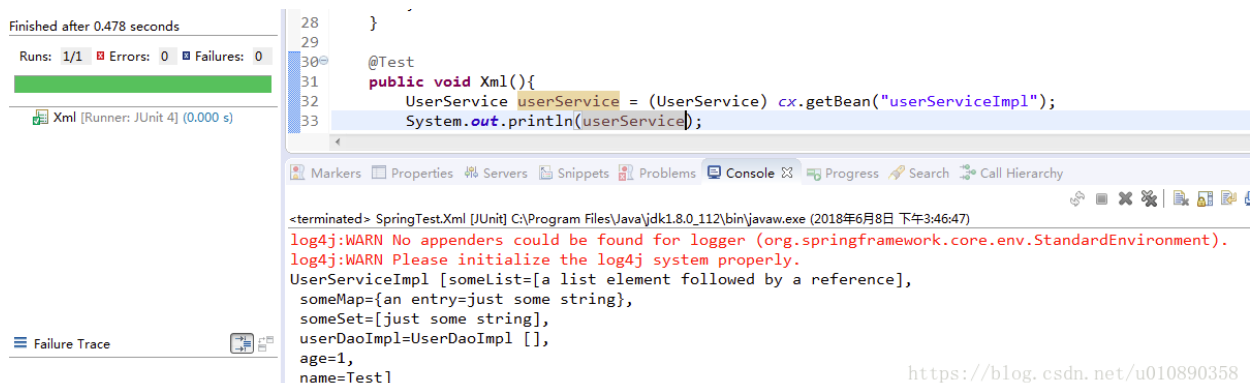 Finished after 0.478 seconds
Runs: 1/1 Errors: 0 Failures: 0
Xml [Runner: JUnit 4] (0.000 s)
Failure Trace
28 }
29
30 @Test
31 public void Xml(){
32 UserService userService = (UserService) cx.getBean("userServiceImpl");
33 System.out.println(userService);
Markers Properties Servers Snippets Problems Console Progress Search Call Hierarchy
<terminated> SpringTest.Xml [JUnit] C:\Program Files\Java\jdk1.8.0_112\bin\javaw.exe (2018年6月8日 下午3:46:47)
log4j:WARN No appenders could be found for logger (org.springframework.core.env.StandardEnvironment).
log4j:WARN Please initialize the log4j system properly.
UserServiceImpl [someList=[a list element followed by a reference],
someMap={an entry=just some string},
someSet=[just some string],
userDaoImpl=UserDaoImpl [],
age=1,
name=Test]
https://blog.csdn.net/u010890358